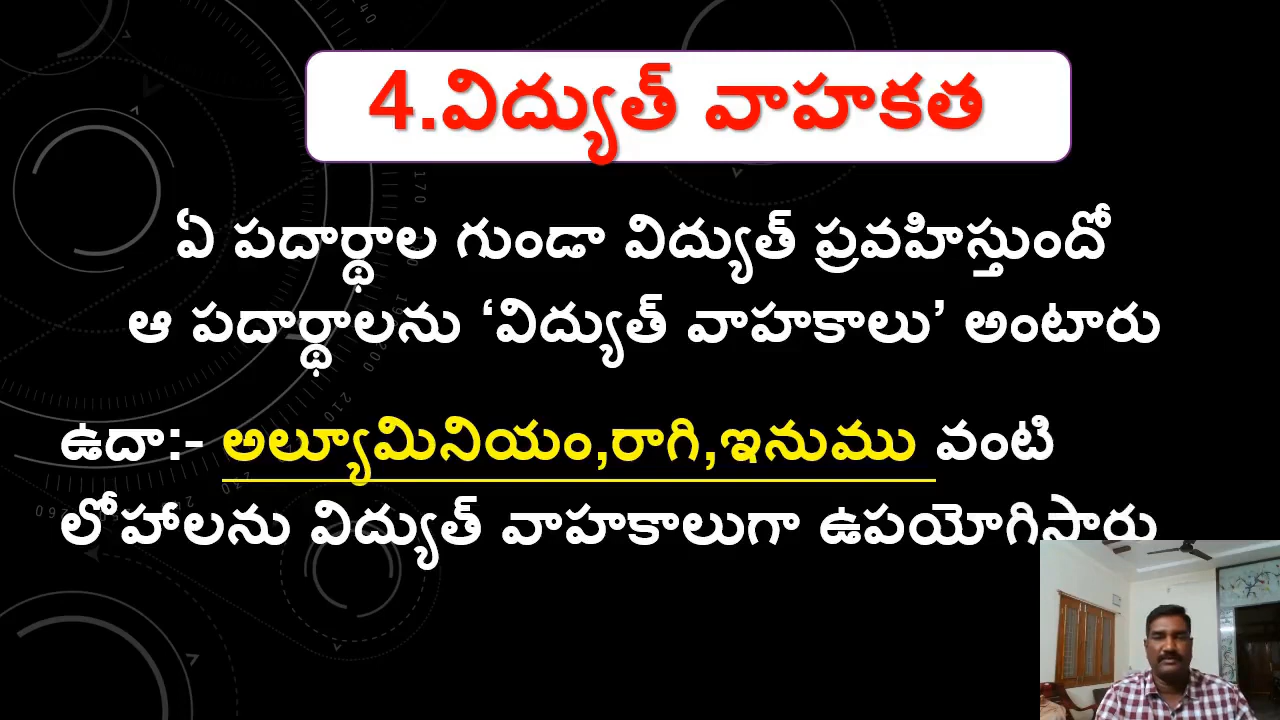 4.విద్యుత్ వాహకత
ఏ పదార్థాల గుండా విద్యుత్ ప్రవహిస్తుందో
ఆ పదార్థాలను ‘విద్యుత్ వాహకాలు’ అంటారు
ఉదా:- అల్యూమినియం,రాగి,ఇనుము వంటి
లోహాలను విద్యుత్ వాహకాలుగా ఉపయోగిస్తారు